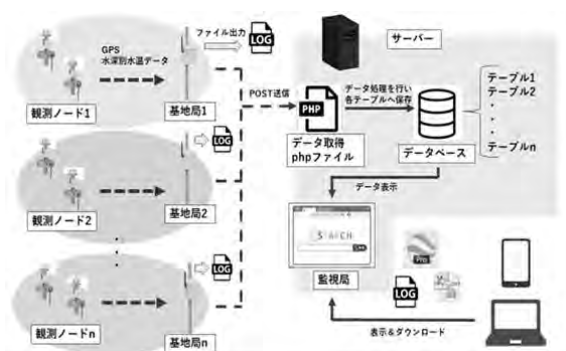 ファイル出力
LOG
サーバー
GPS
水深別水温データ
観測ノード1
基地局1
POST送信
PHP
データ処理を行い
各テーブルへ保存
テーブル1
テーブル2
・
・
・
テーブルn
データ取得
phpファイル
データベース
LOG
観測ノード2
基地局2
データ表示
監視局
Pro
LOG
LOG
観測ノードn
基地局n
表示＆ダウンロード